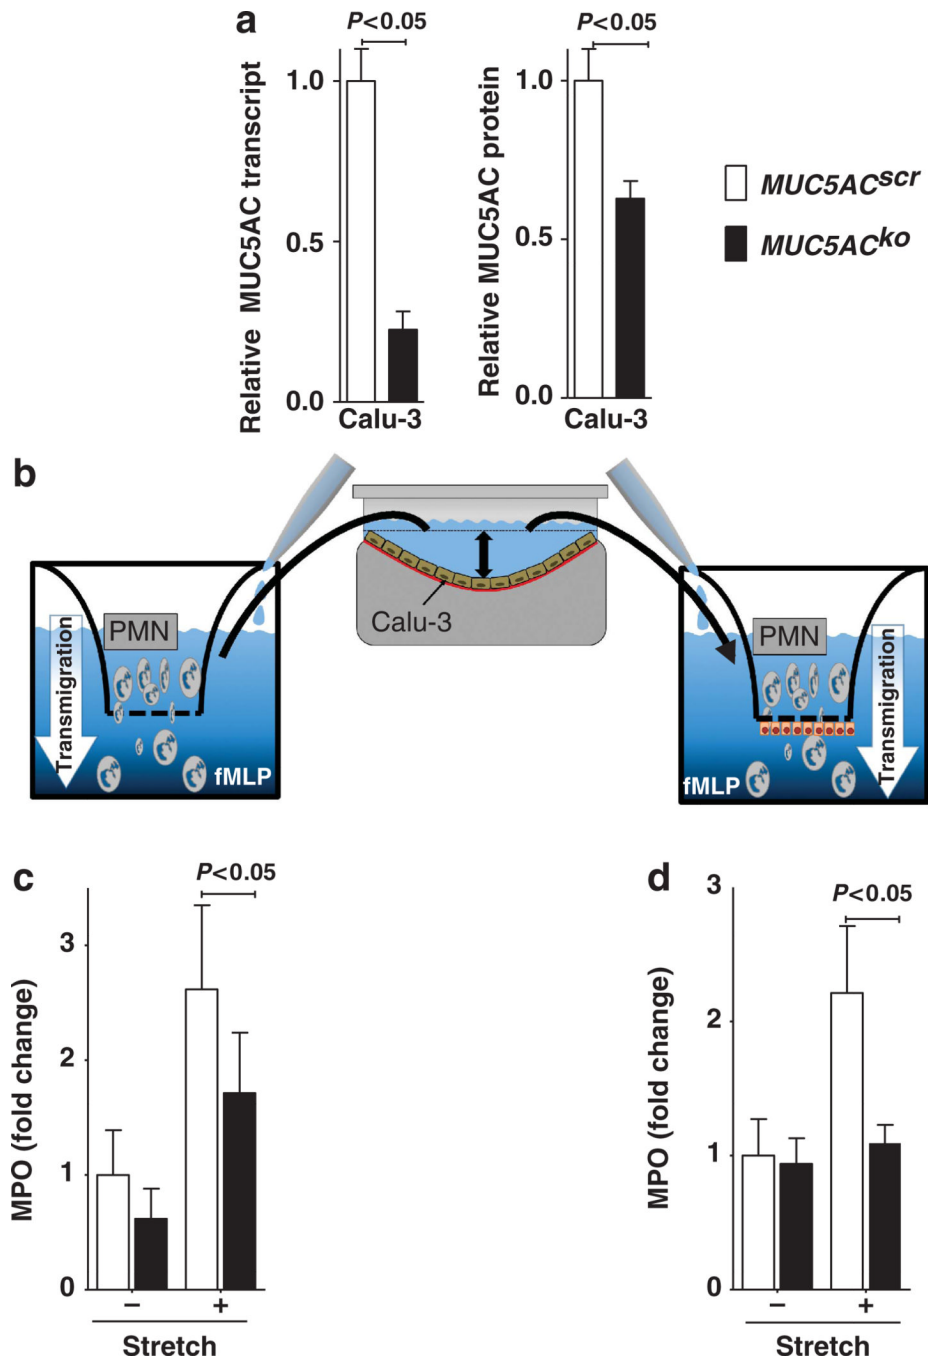 a
P<0.05
P<0.05
Relative MUC5AC transcript
1.0
0.5
0.0
Calu-3
Relative MUC5AC protein
1.0
0.5
0.0
Calu-3
MUC5ACscr
MUC5ACko
b
Calu-3
PMN
Transmigration
fMLP
PMN
Transmigration
fMLP
c
P<0.05
MPO (fold change)
3
2
1
0
− +
Stretch
d
P<0.05
MPO (fold change)
3
2
1
0
− +
Stretch